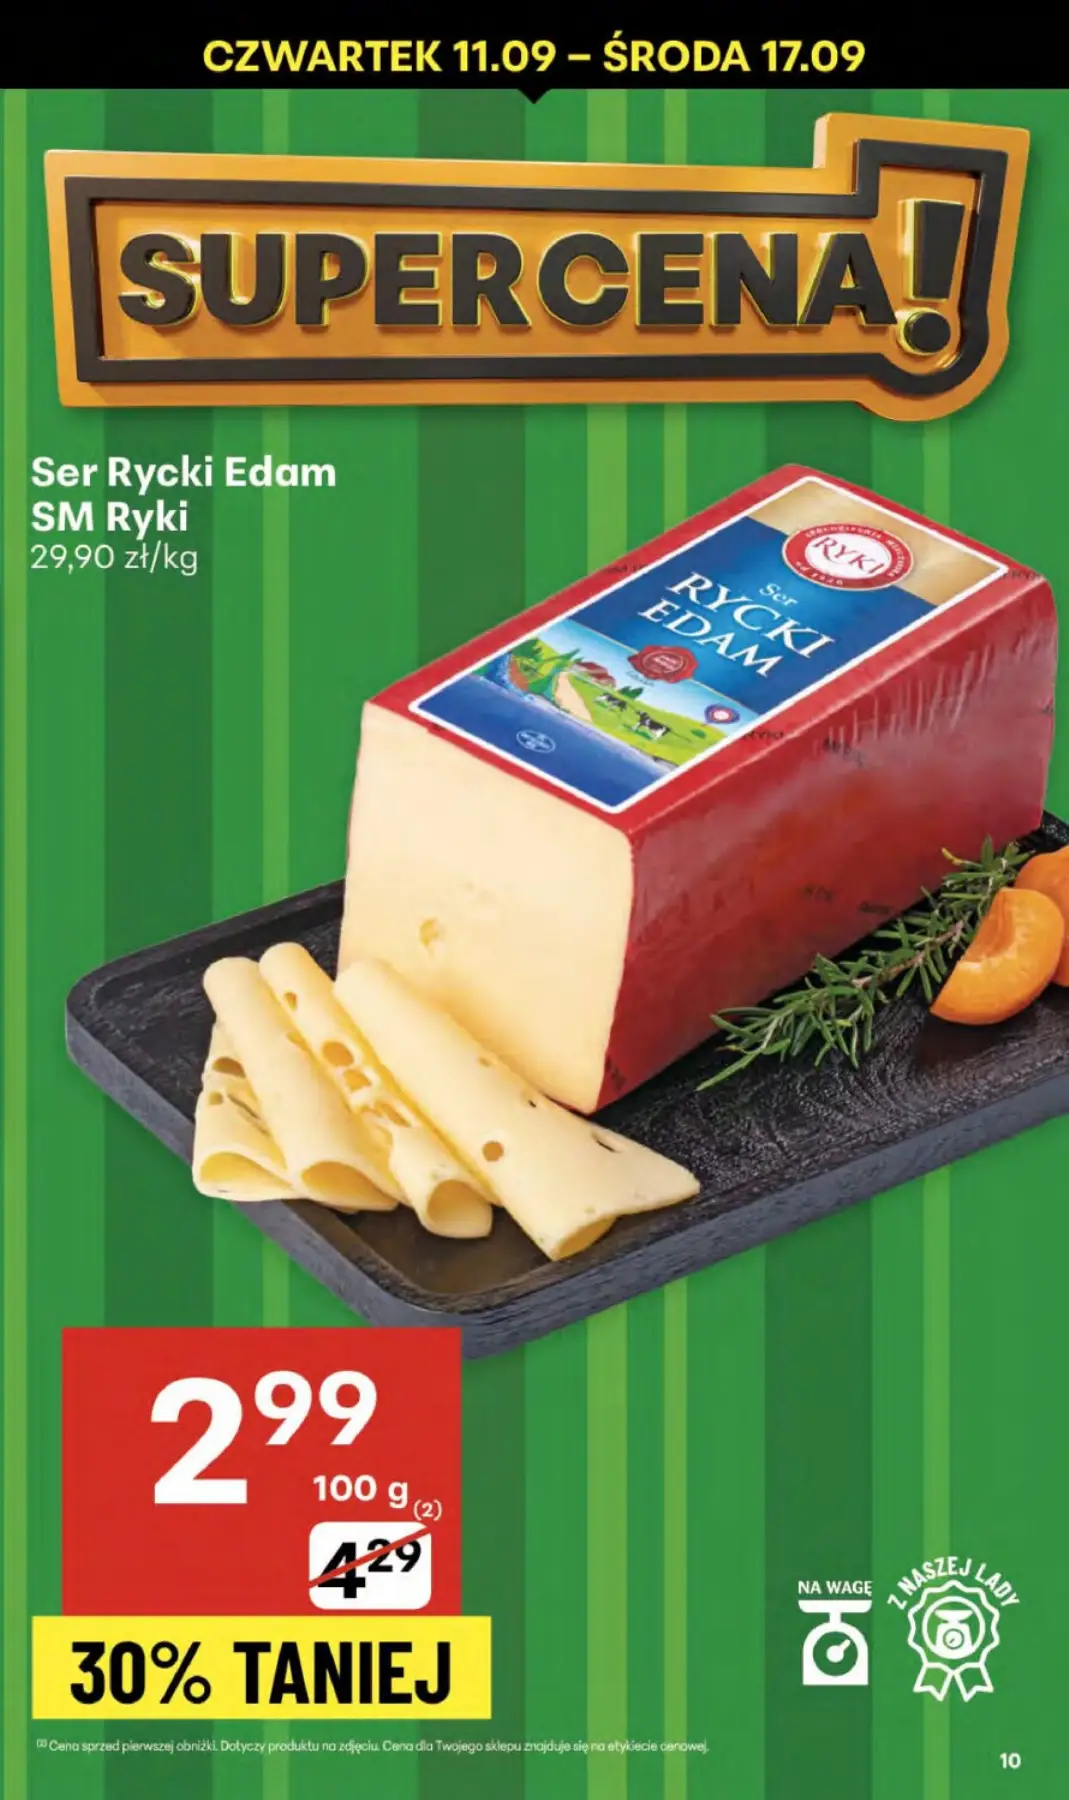 CZWARTEK 11.09 – ŚRODA 17.09
SUPERCENA!
Ser Rycki Edam
SM Ryki
29,90 zł/kg
RYKI
Ser
RYCKI
EDAM
2 99
100 g (2)
4 29
30% TANIEJ
NA WAGĘ
Z NASZEJ LADY
(2) Cena sprzed pierwszej obniżki. Dotyczy produktu na zdjęciu. Cena dla Twojego sklepu znajduje się na etykiecie cenowej.
10